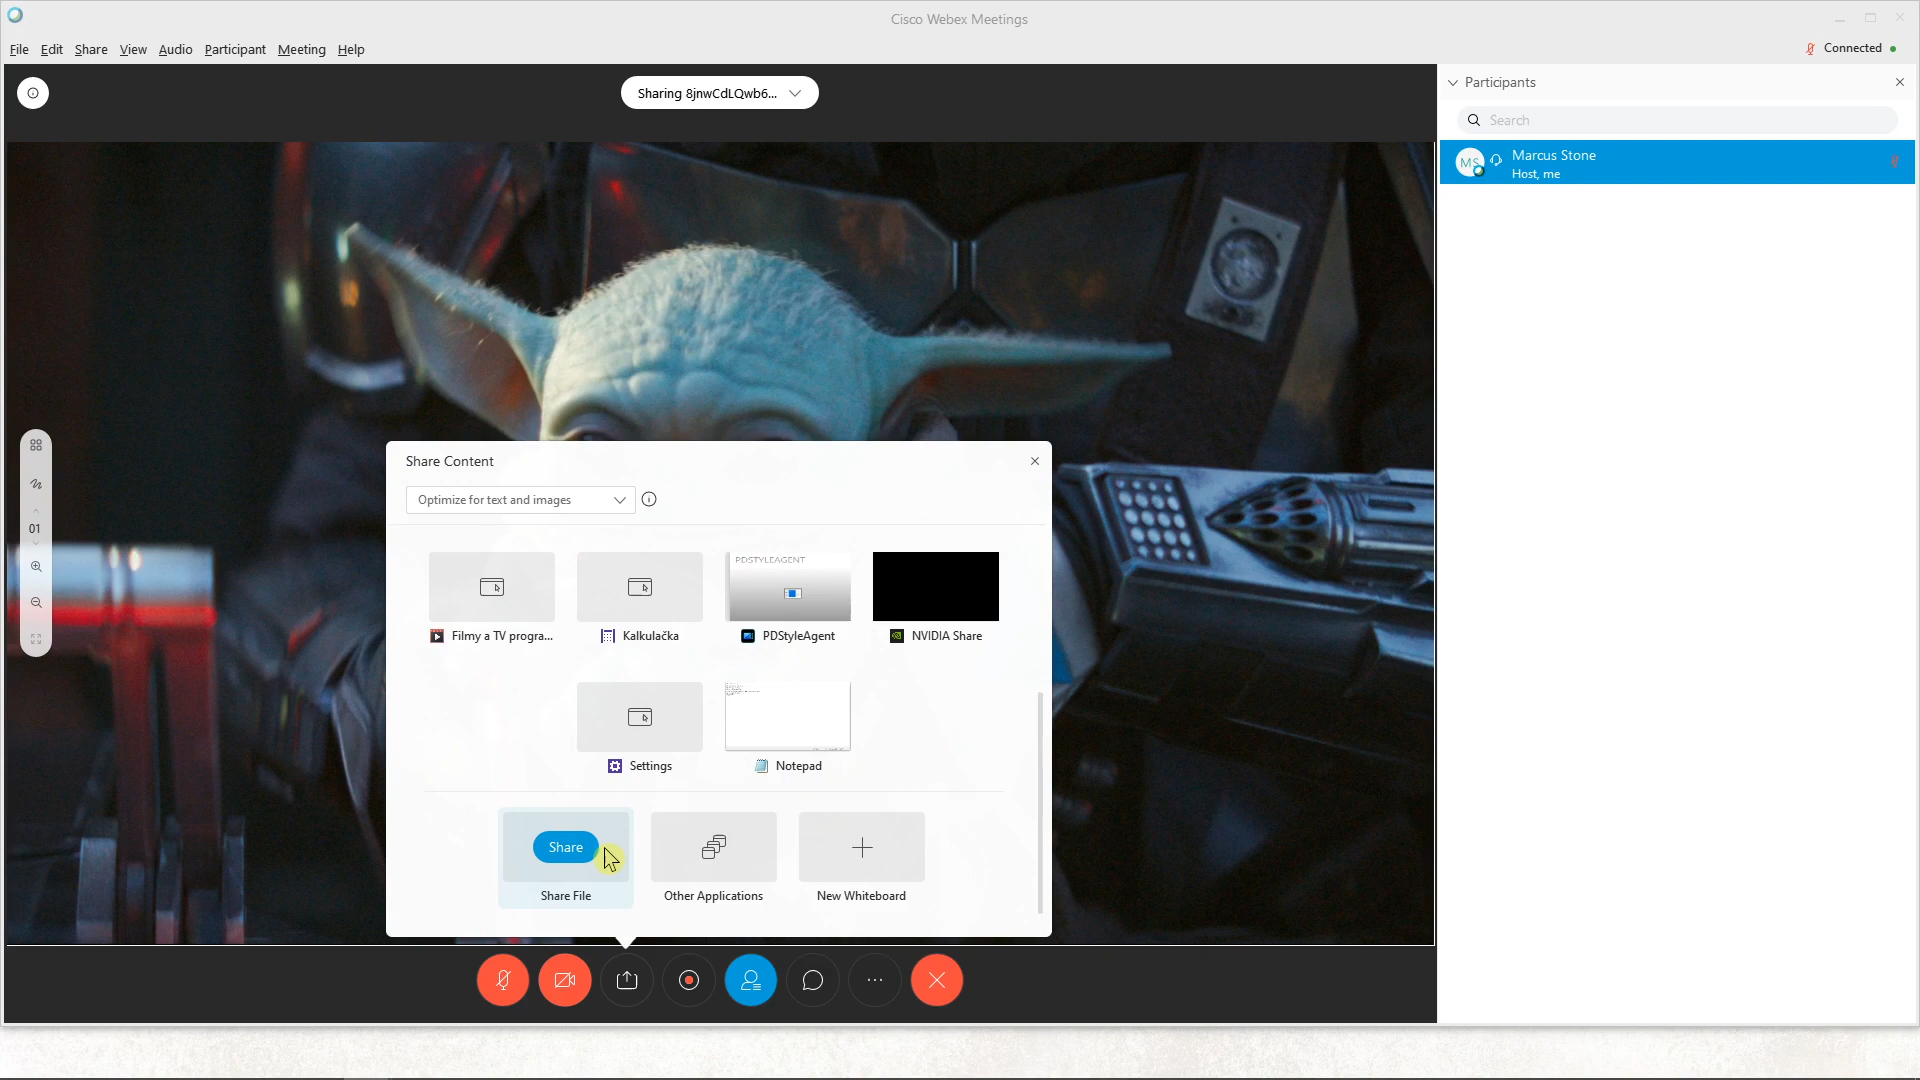 Cisco Webex Meetings
File Edit Share View Audio Participant Meeting Help
Connected
Sharing 8jnwCdLQwb6...
Participants
Search
MS
Marcus Stone
Host, me
Share Content
Optimize for text and images
01
PDSTYLEAGENT
Filmy a TV progra...
Kalkulačka
PDStyleAgent
NVIDIA Share
Settings
Notepad
Share
Share File
Other Applications
New Whiteboard